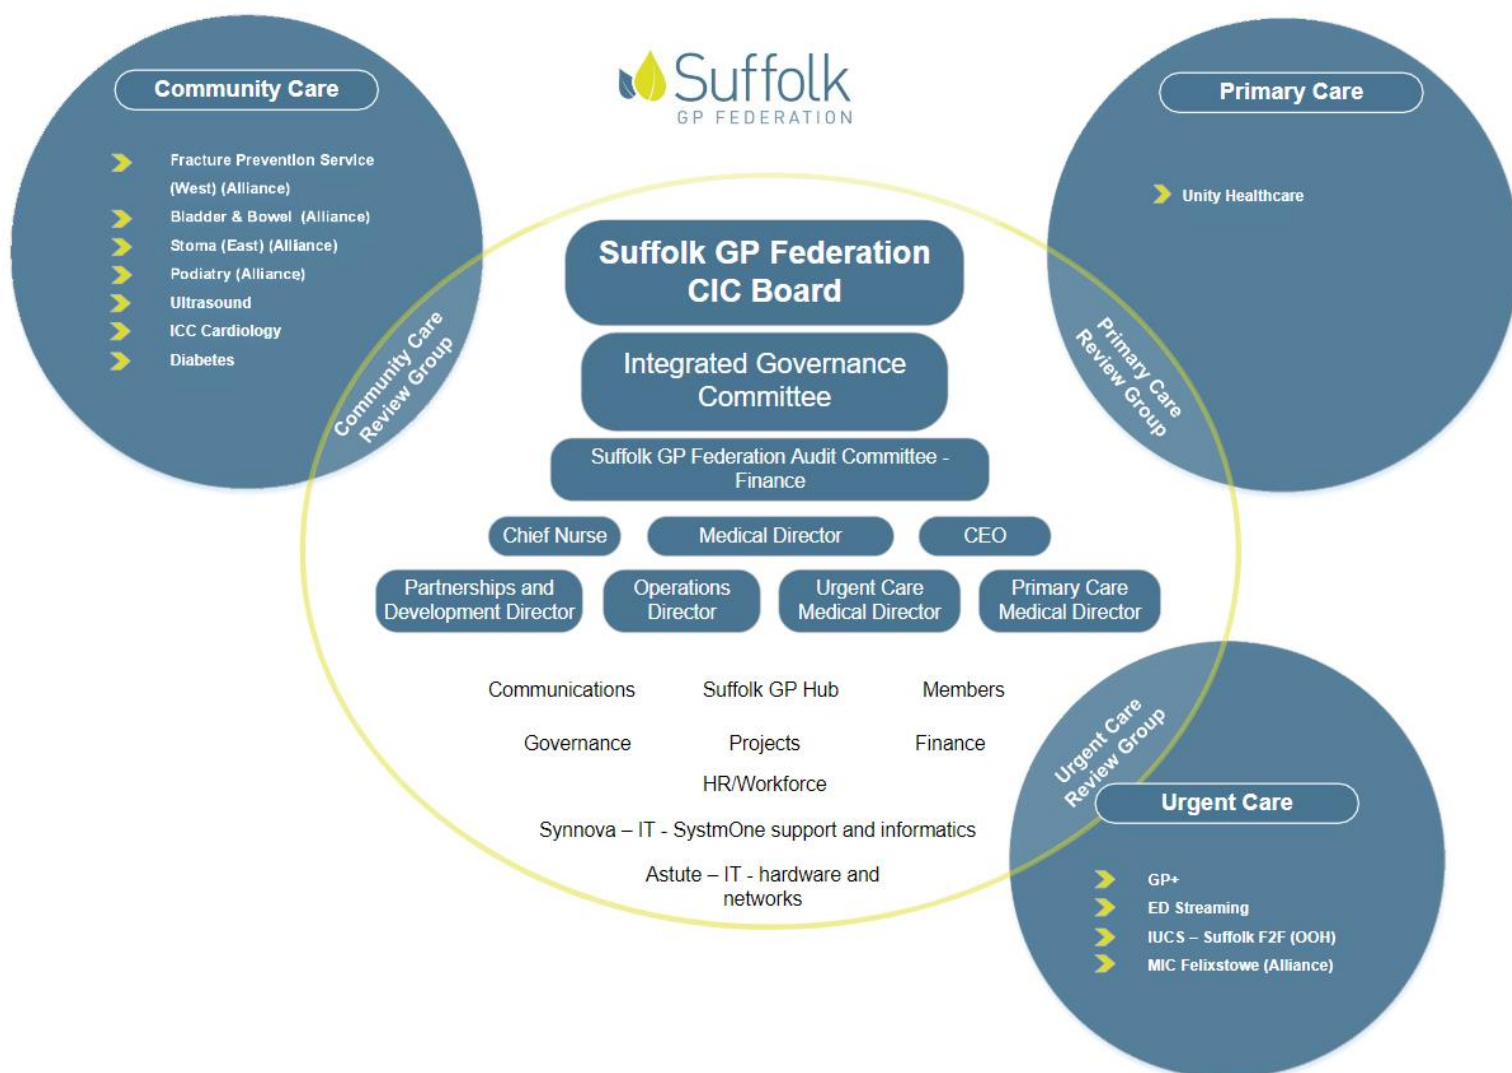 Suffolk
GP FEDERATION
Community Care
Fracture Prevention Service
(West) (Alliance)
Bladder & Bowel (Alliance)
Stoma (East) (Alliance)
Podiatry (Alliance)
Ultrasound
ICC Cardiology
Diabetes
Community Care
Review Group
Primary Care
Unity Healthcare
Primary Care
Review Group
Suffolk GP Federation
CIC Board
Integrated Governance
Committee
Suffolk GP Federation Audit Committee -
Finance
Chief Nurse
Medical Director
CEO
Partnerships and
Development Director
Operations
Director
Urgent Care
Medical Director
Primary Care
Medical Director
Communications
Suffolk GP Hub
Members
Governance
Projects
Finance
HR/Workforce
Synnova – IT - SystmOne support and informatics
Astute – IT - hardware and
networks
Urgent Care
Review Group
Urgent Care
GP+
ED Streaming
IUCS – Suffolk F2F (OOH)
MIC Felixstowe (Alliance)